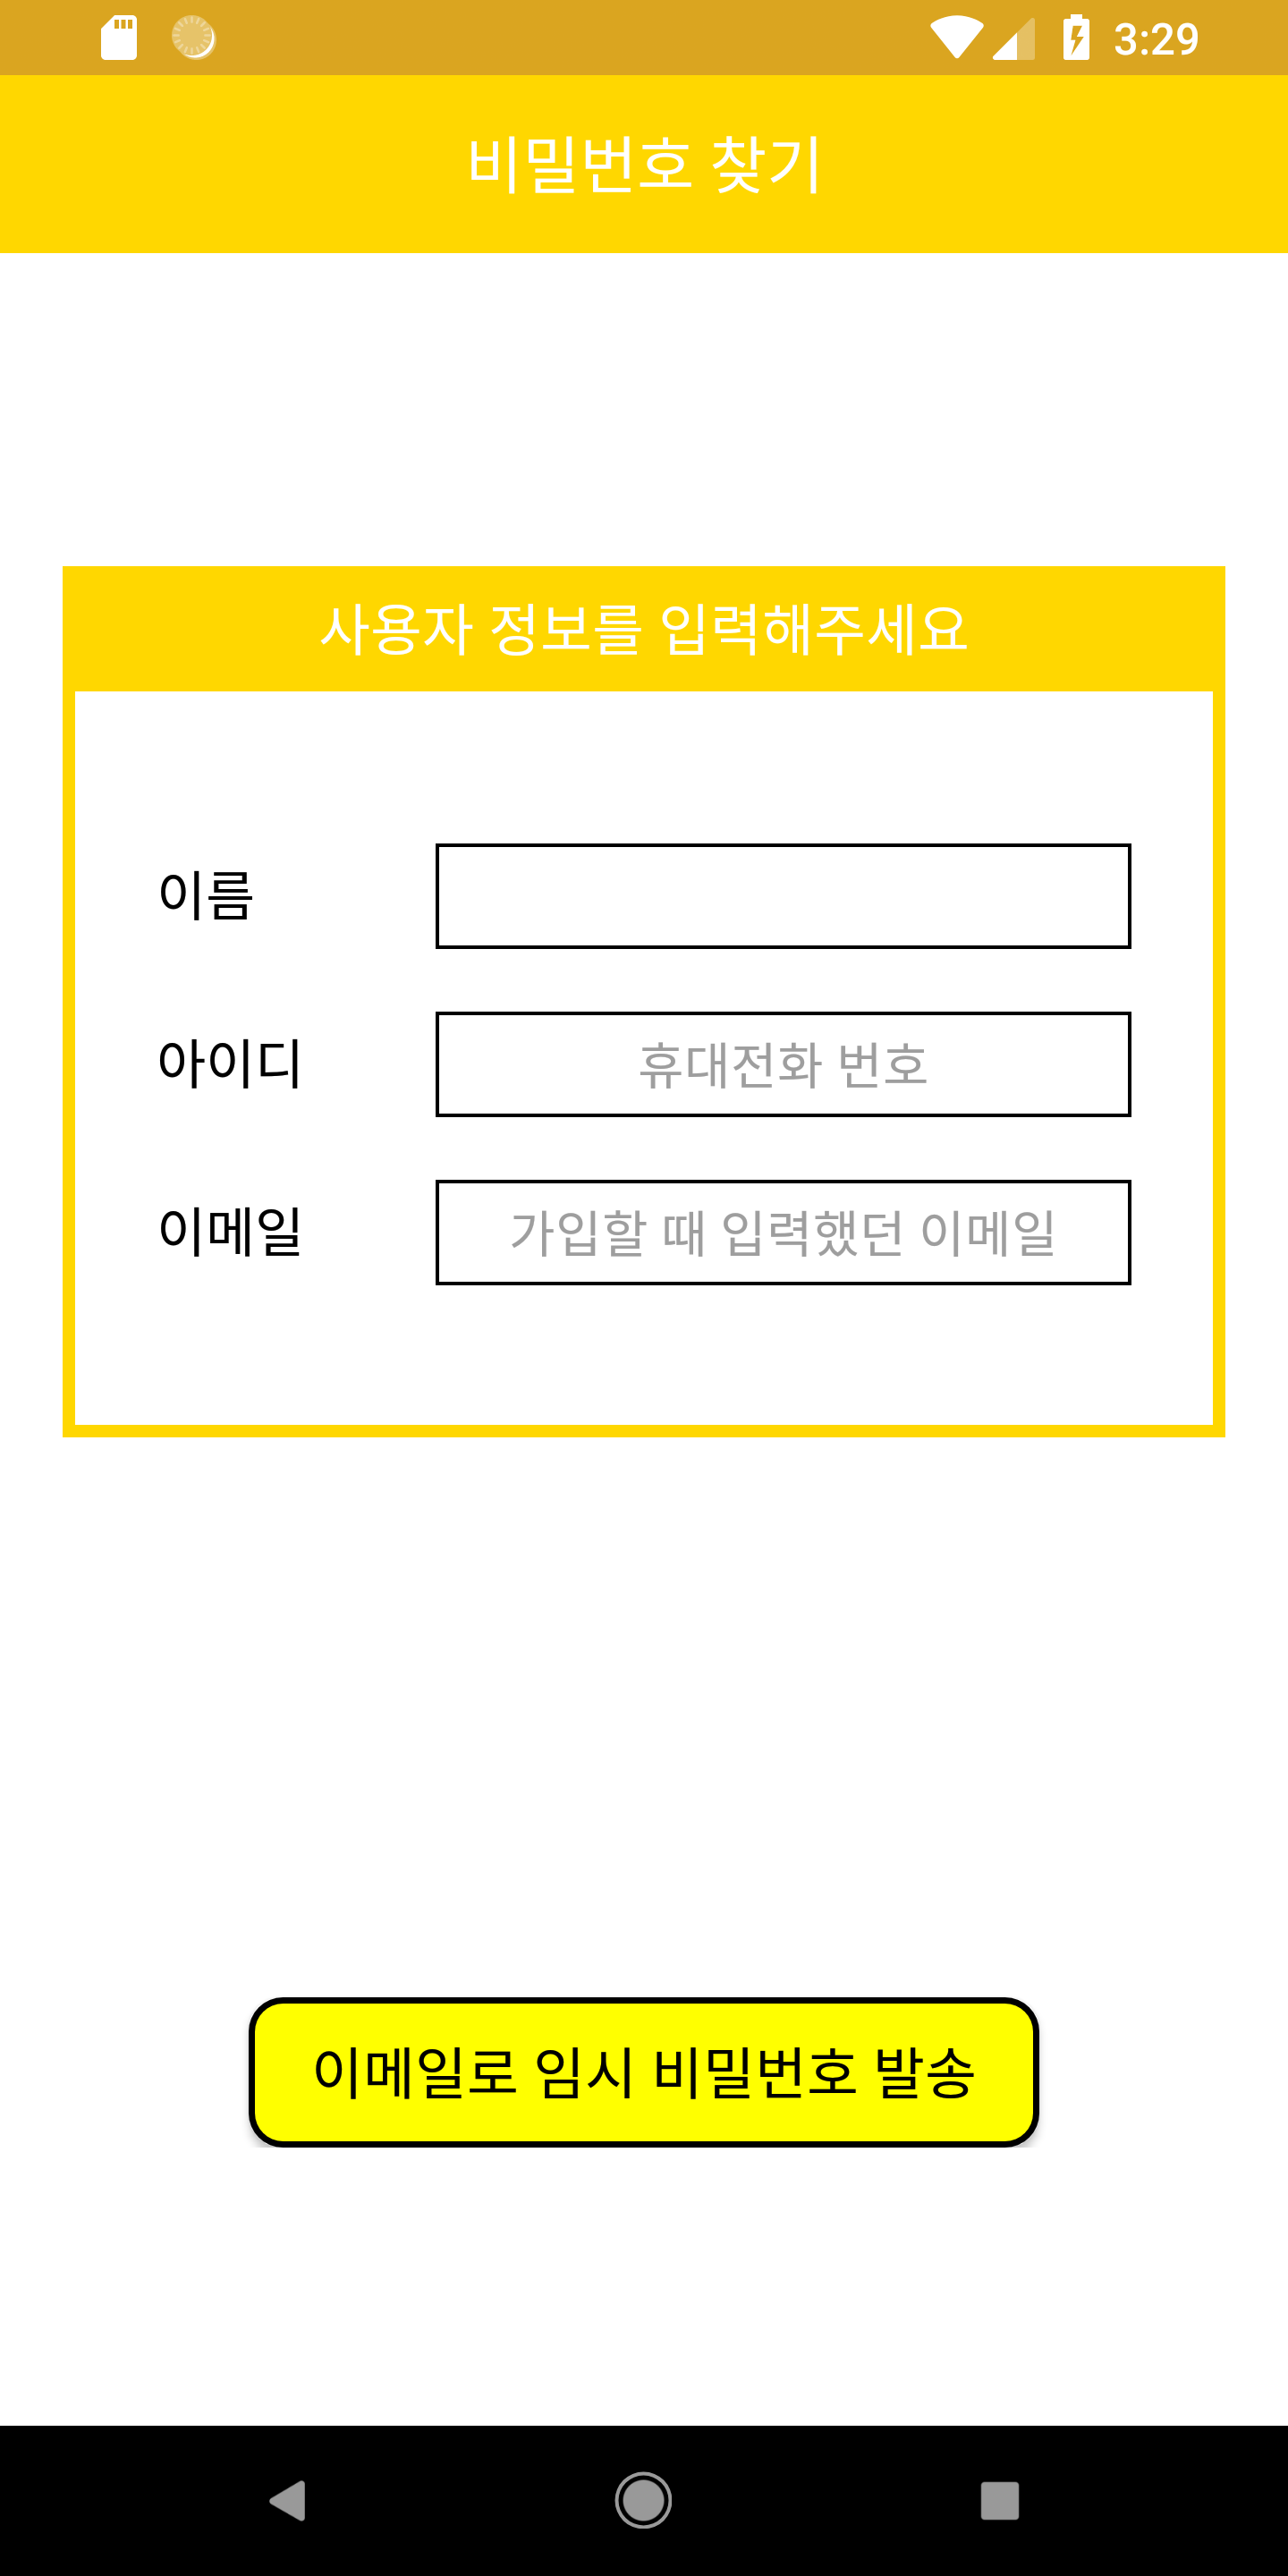 3:29
비밀번호 찾기
사용자 정보를 입력해주세요
이름
아이디
휴대전화 번호
이메일
가입할 때 입력했던 이메일
이메일로 임시 비밀번호 발송